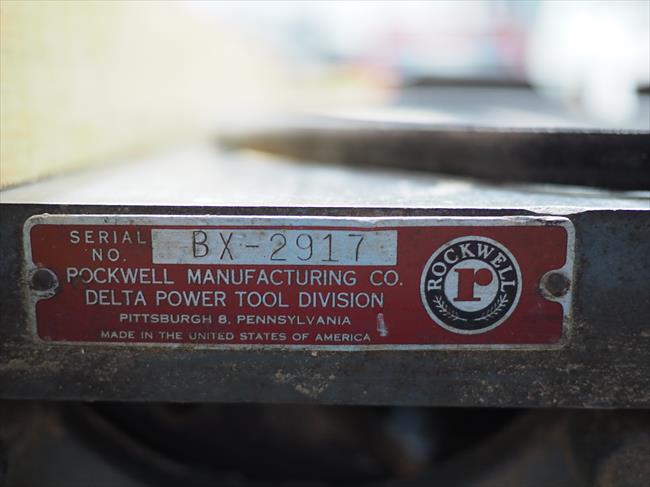 SERIAL NO. BX-2917
ROCKWELL MANUFACTURING CO.
DELTA POWER TOOL DIVISION
PITTSBURGH 8, PENNSYLVANIA
MADE IN THE UNITED STATES OF AMERICA
ROCKWELL
r